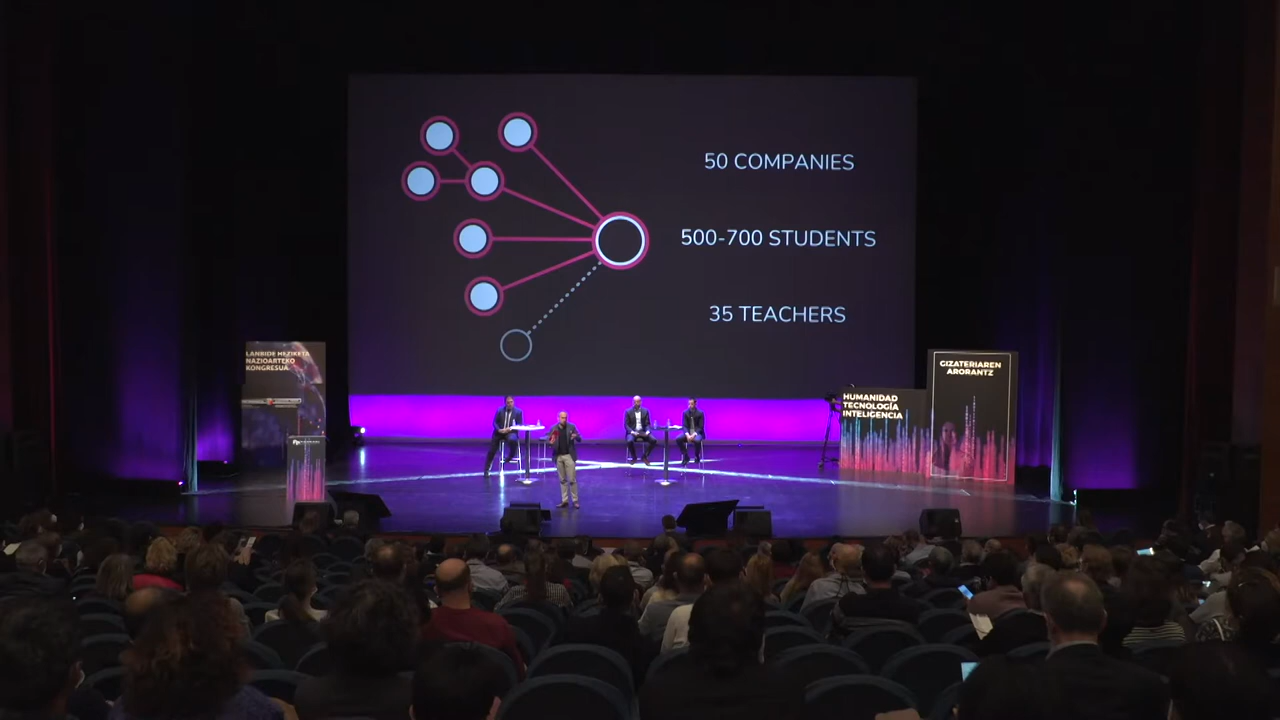 50 COMPANIES
500-700 STUDENTS
35 TEACHERS
LANBIDE HEZIKETA
NAZIOARTEKO
KONGRESUA
HUMANIDAD
TECNOLOGÍA
INTELIGENCIA
GIZATERIAREN
ARORANTZ